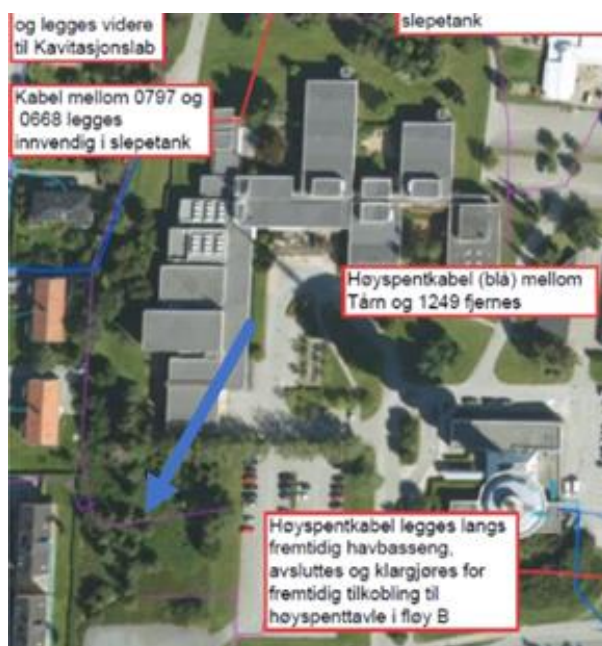 og legges videre
til Kavitasjonslab
slepetank
Kabel mellom 0797 og
0668 legges
innvendig i slepetank
Høyspentkabel (blå) mellom
Tårn og 1249 fjernes
Høyspentkabel legges langs
fremtidig havbasseng,
avsluttes og klargjøres for
fremtidig tilkobling til
høyspenttavle i fløy B